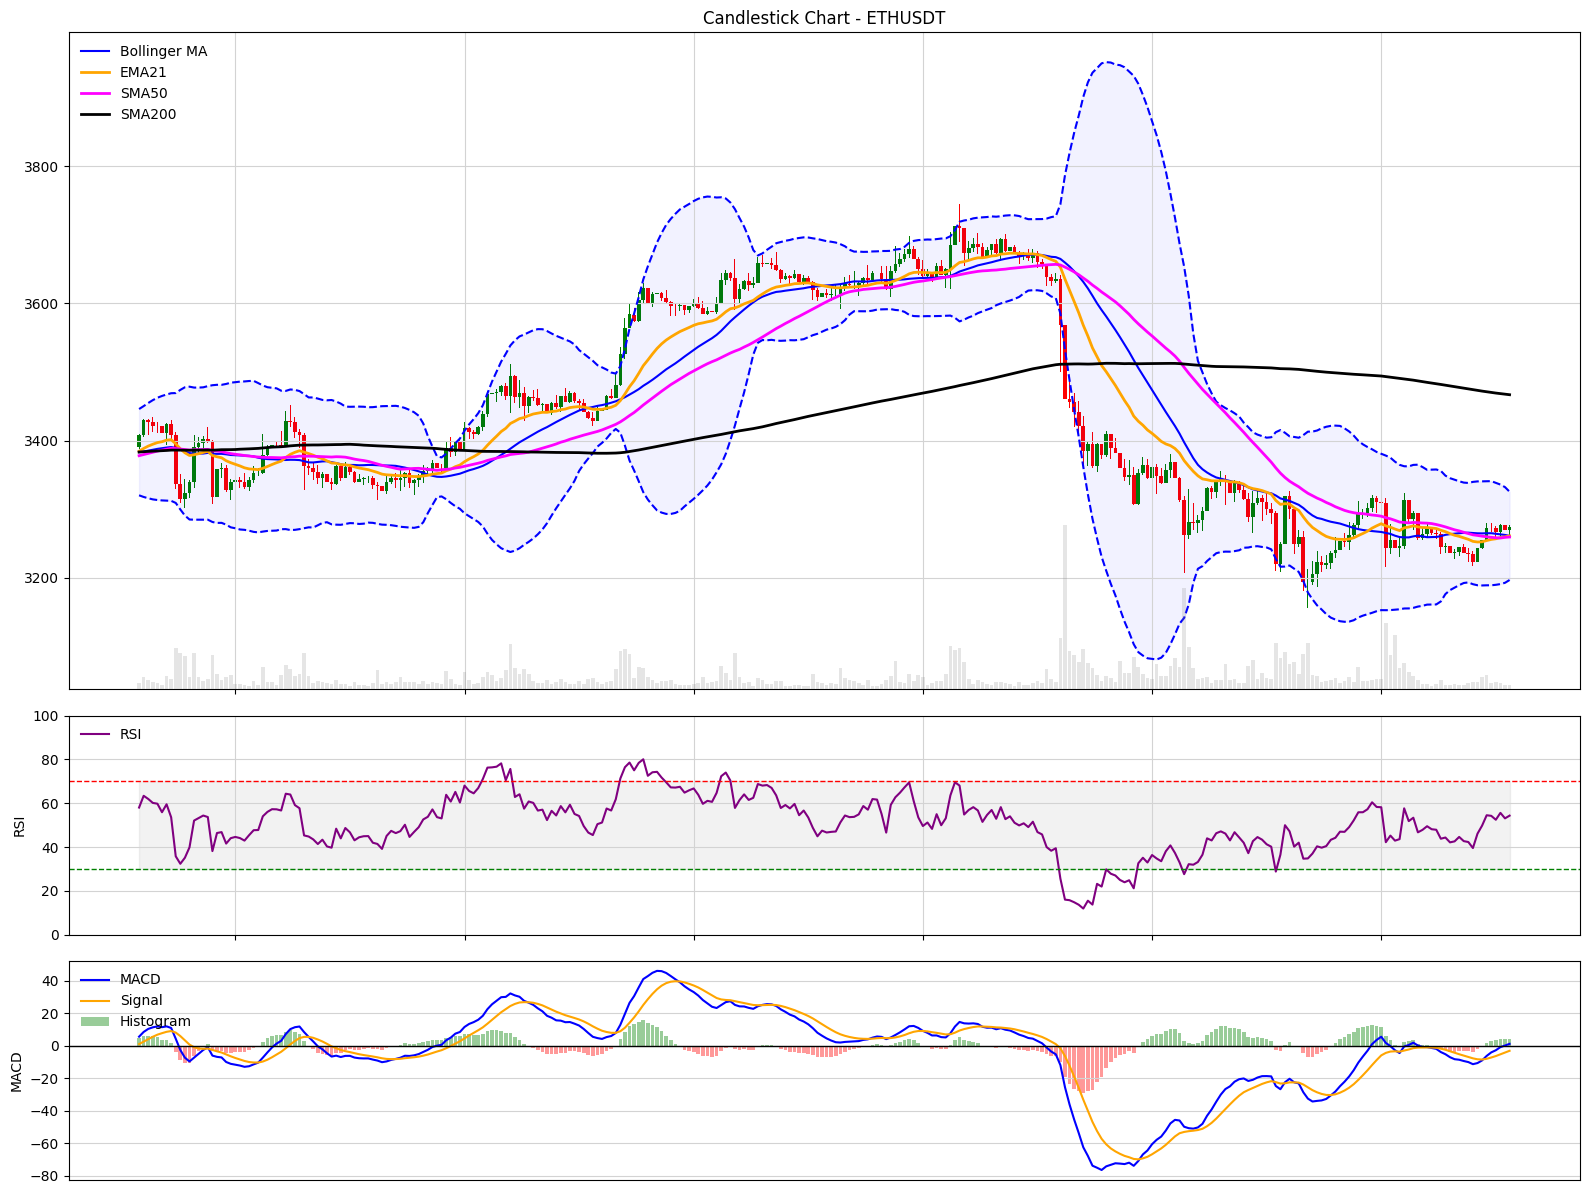 Candlestick Chart - ETHUSDT
Bollinger MA
EMA21
SMA50
SMA200
3800
3600
3400
3200
100
RSI
80
60
40
20
0
RSI
MACD
Signal
Histogram
40
20
0
−20
−40
−60
−80
MACD